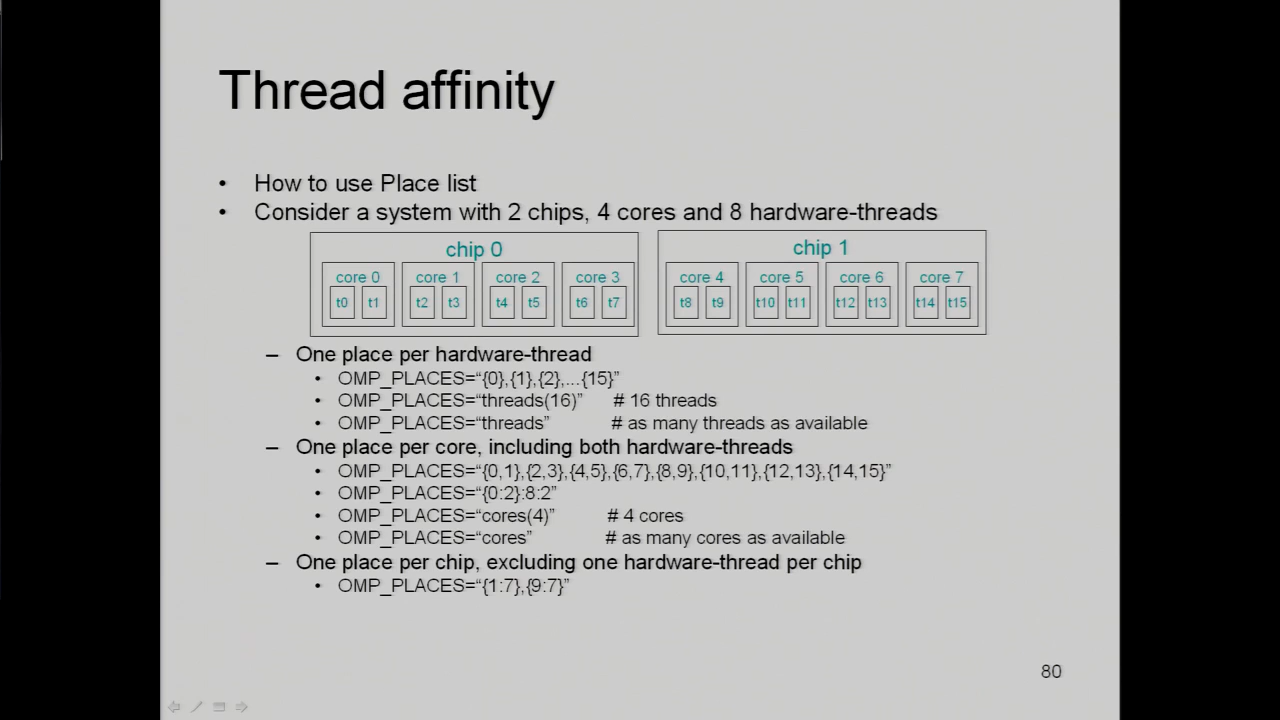 Thread affinity
• How to use Place list
• Consider a system with 2 chips, 4 cores and 8 hardware-threads
chip 0
core 0 core 1 core 2 core 3
t0 t1 t2 t3 t4 t5 t6 t7
chip 1
core 4 core 5 core 6 core 7
t8 t9 t10 t11 t12 t13 t14 t15
– One place per hardware-thread
• OMP_PLACES=“{0},{1},{2},...{15}”
• OMP_PLACES=“threads(16)” # 16 threads
• OMP_PLACES=“threads” # as many threads as available
– One place per core, including both hardware-threads
• OMP_PLACES=“{0,1},{2,3},{4,5},{6,7},{8,9},{10,11},{12,13},{14,15}”
• OMP_PLACES=“{0:2}:8:2”
• OMP_PLACES=“cores(4)” # 4 cores
• OMP_PLACES=“cores” # as many cores as available
– One place per chip, excluding one hardware-thread per chip
• OMP_PLACES=“{1:7},{9:7}”
80